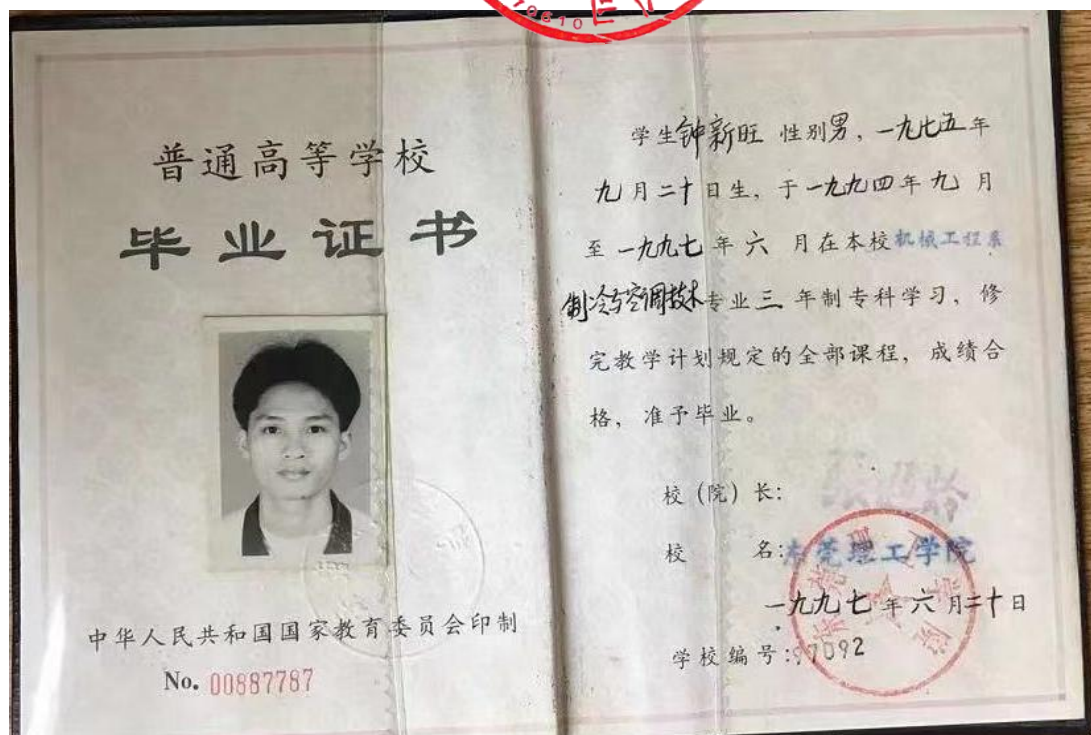 普通高等学校
毕业证书
中华人民共和国国家教育委员会印制
No. 00887787
学生钟新旺 性别男，一九七五年
九月二十日生，于一九九四年九月
至一九九七年六月在本校机械工程系
制冷与空调技术专业三年制专科学习，修
完教学计划规定的全部课程，成绩合
格，准予毕业。
校（院）长：
校 名：东莞理工学院
一九九七年六月二十日
学校编号：97092